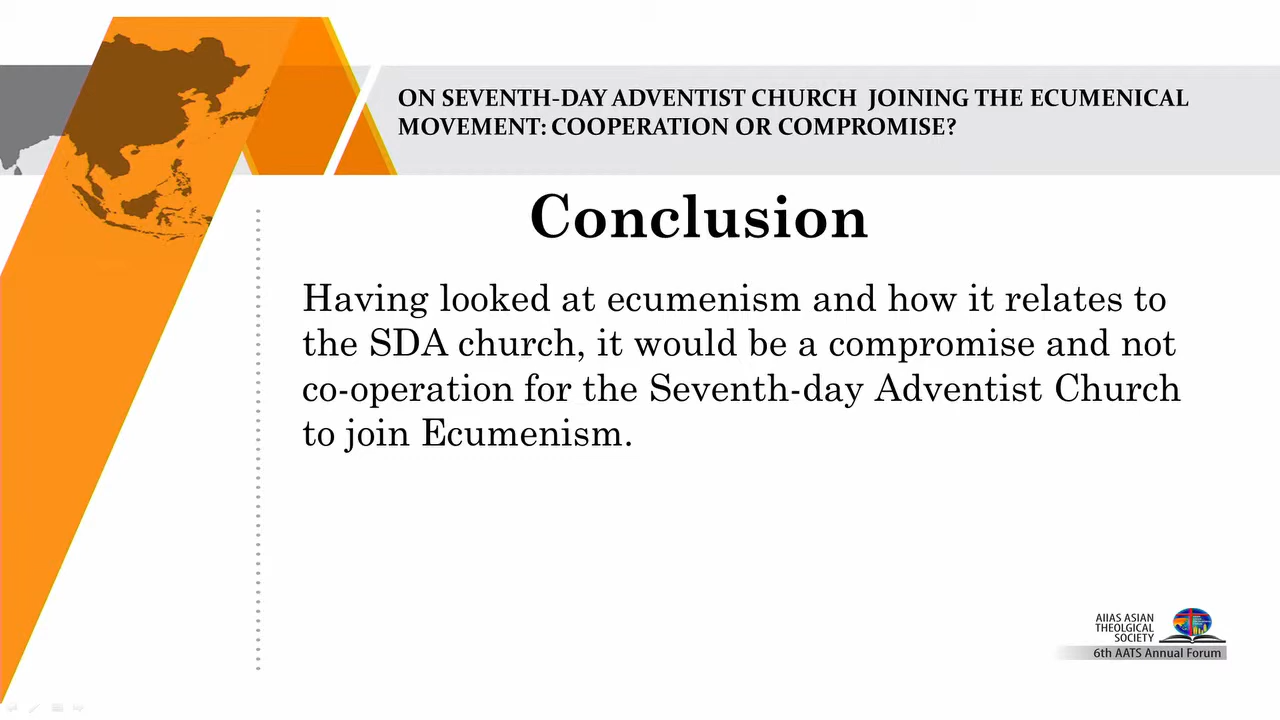 ON SEVENTH-DAY ADVENTIST CHURCH JOINING THE ECUMENICAL
MOVEMENT: COOPERATION OR COMPROMISE?
Conclusion
Having looked at ecumenism and how it relates to
the SDA church, it would be a compromise and not
co-operation for the Seventh-day Adventist Church
to join Ecumenism.
AIIAS ASIAN
THEOLGICAL
SOCIETY
6th AATS Annual Forum